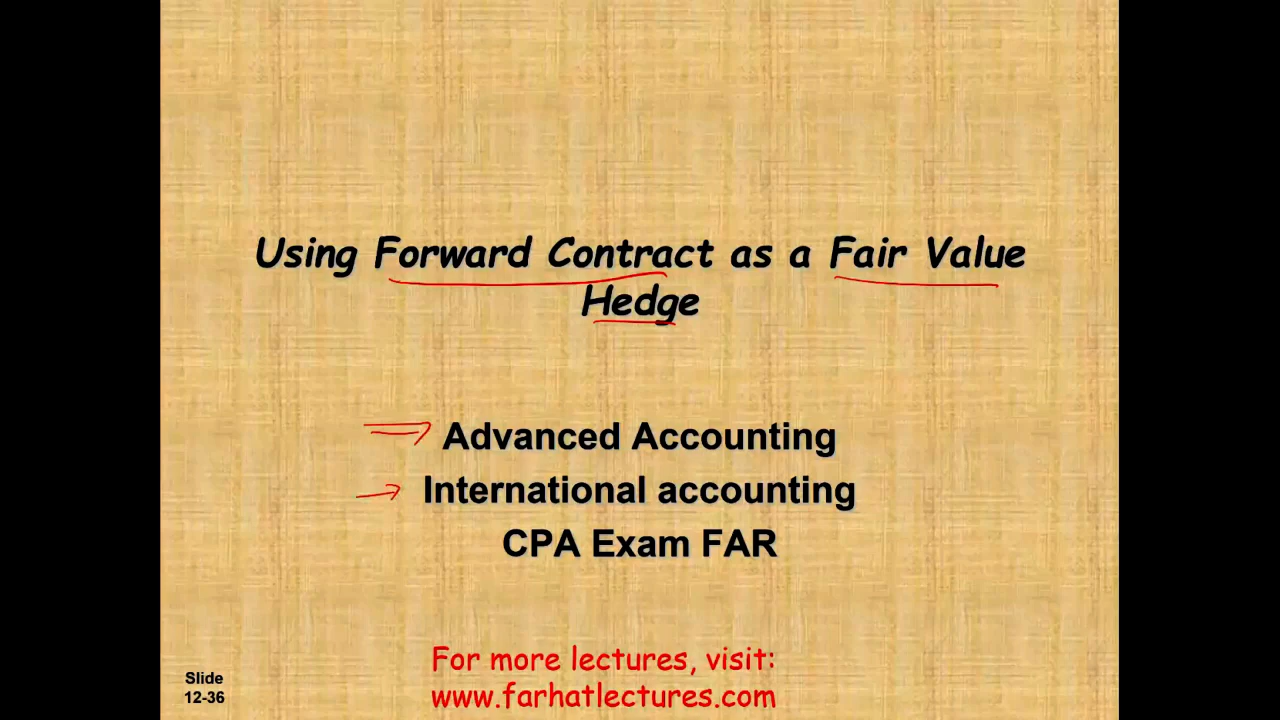 Using Forward Contract as a Fair Value
Hedge
Advanced Accounting
International accounting
CPA Exam FAR
For more lectures, visit:
www.farhatlectures.com
Slide
12-36